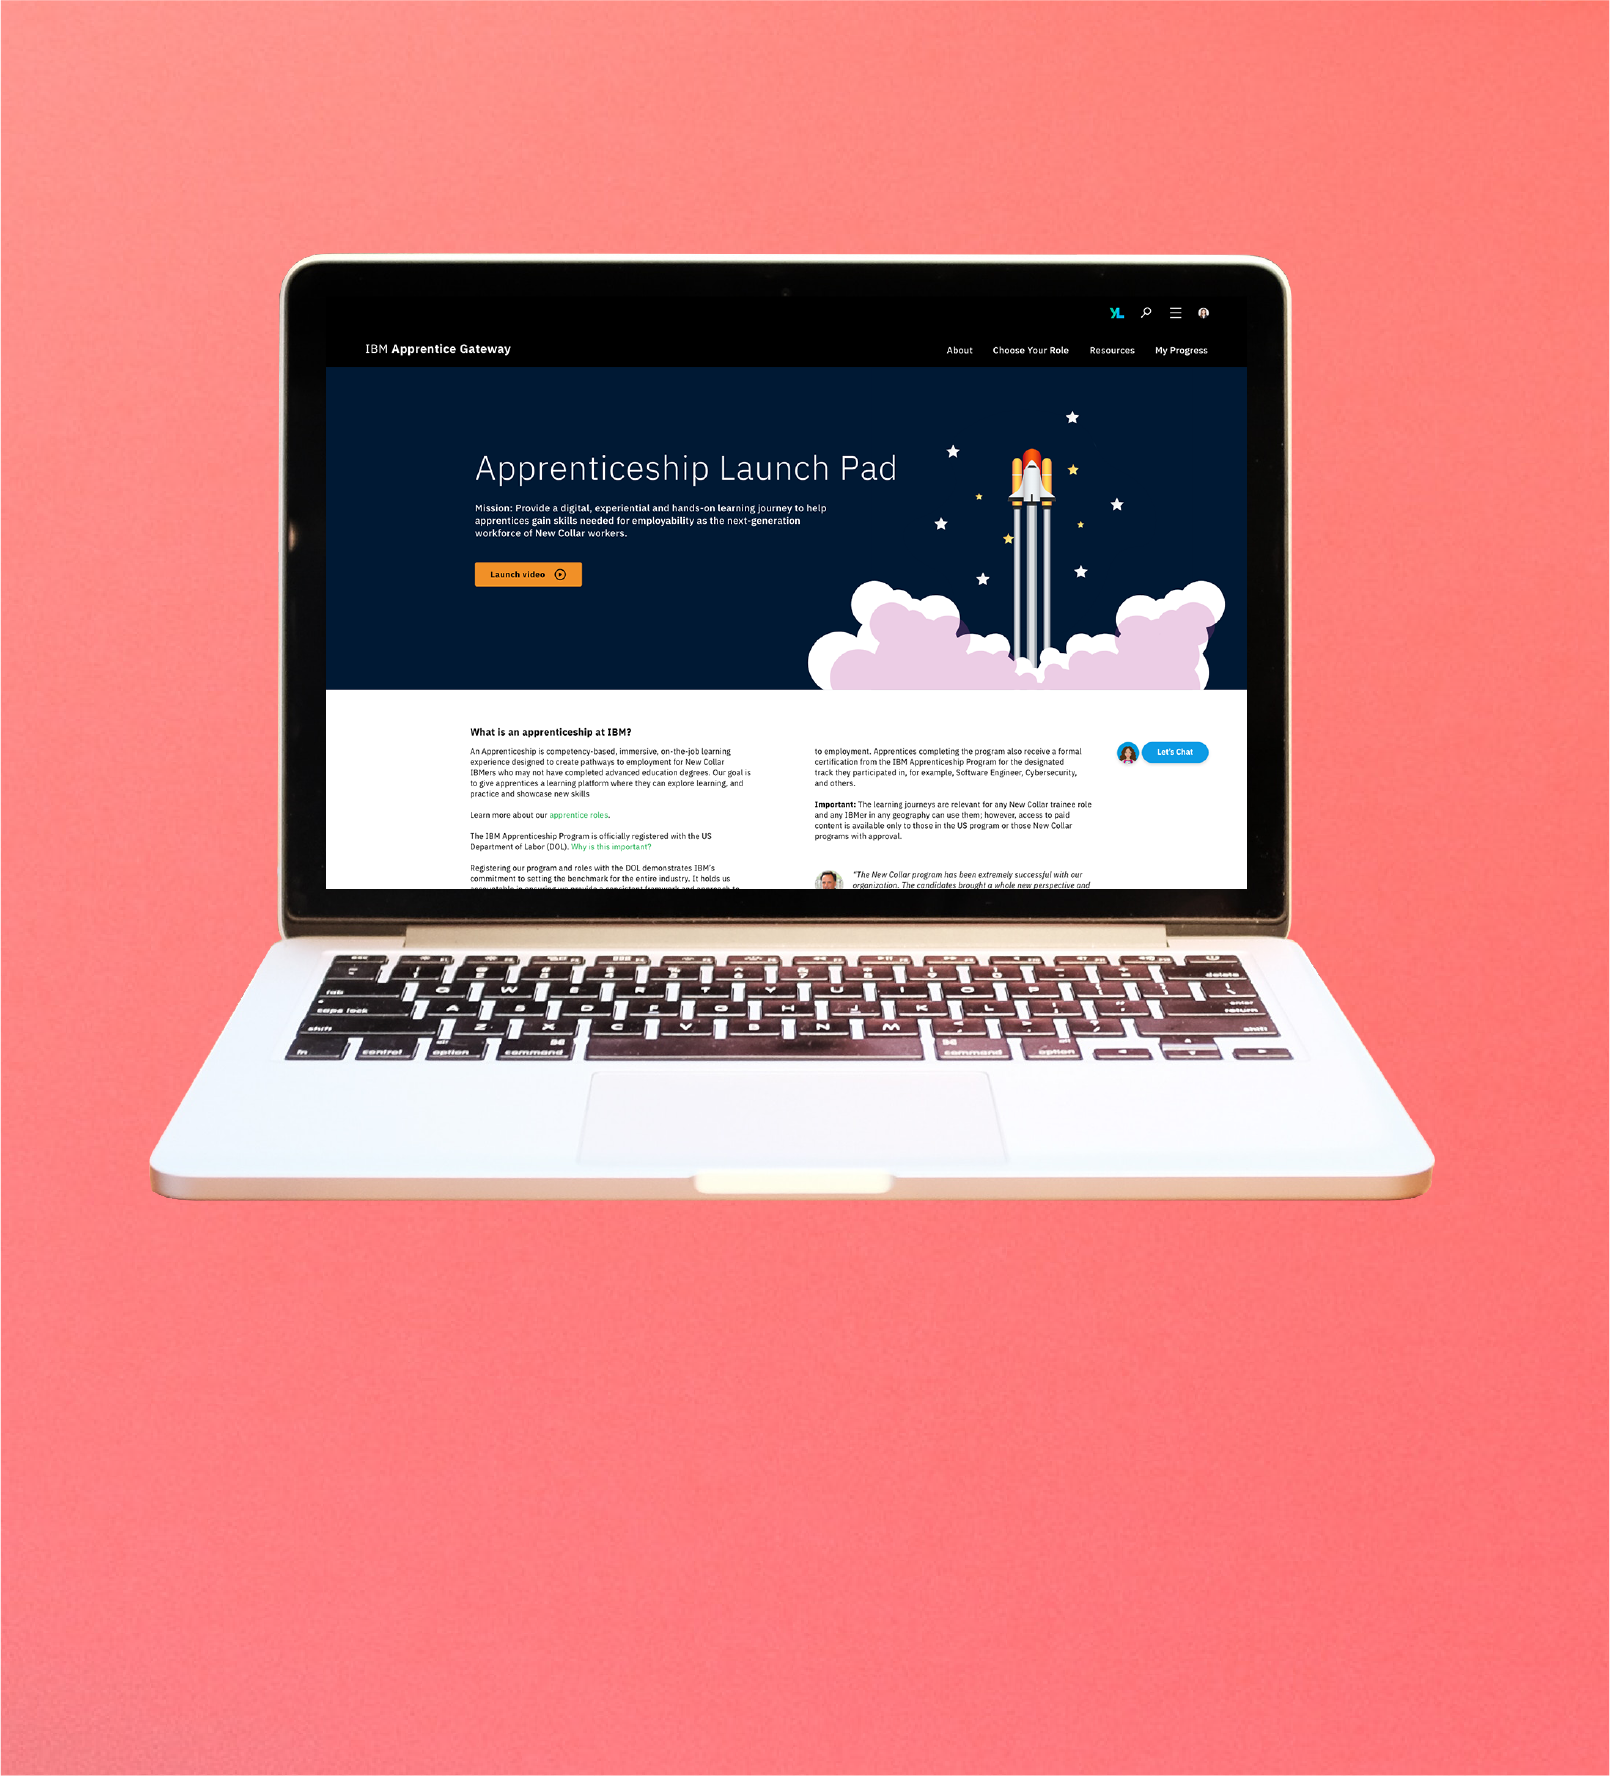 YL
IBM Apprentice Gateway
About Choose Your Role Resources My Progress
Apprenticeship Launch Pad
Mission: Provide a digital, experiential and hands-on learning journey to help
apprentices gain skills needed for employability as the next-generation
workforce of New Collar workers.
Launch video
What is an apprenticeship at IBM?
An Apprenticeship is competency-based, immersive, on-the-job learning
experience designed to create pathways to employment for New Collar
IBMers who may not have completed advanced education degrees. Our goal is
to give apprentices a learning platform where they can explore learning, and
practice and showcase new skills
Learn more about our apprentice roles.
The IBM Apprenticeship Program is officially registered with the US
Department of Labor (DOL). Why is this important?
Registering our program and roles with the DOL demonstrates IBM's
commitment to setting the benchmark for the entire industry. It holds us
to employment. Apprentices completing the program also receive a formal
certification from the IBM Apprenticeship Program for the designated
track they participated in, for example, Software Engineer, Cybersecurity,
and others.
Important: The learning journeys are relevant for any New Collar trainee role
and any IBMer in any geography can use them; however, access to paid
content is available only to those in the US program or those New Collar
programs with approval.
"The New Collar program has been extremely successful with our
organization. The candidates brought a whole new perspective and
Let's Chat
delete
tab Q W E R T Y U I O P
caps lock A S D F G H J K L enter return
shift Z X C V B N M shift
fn control alt option command command option